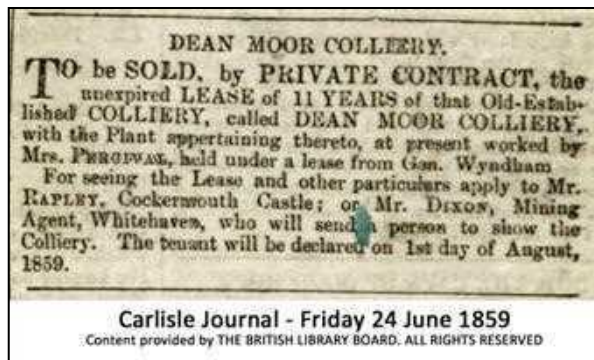 DEAN MOOR COLLIERY.
TO be SOLD, by PRIVATE CONTRACT, the
unexpired LEASE of 11 YEARS of that Old-Estab-
lished COLLIERY, called DEAN MOOR COLLIERY,
with the Plant appertaining thereto, at present worked by
Mrs. PERCIVAL, held under a lease from Gen. Wyndham
For seeing the Lease and other particulars apply to Mr.
RAPLEY, Cockermouth Castle; or Mr. DIXON, Mining
Agent, Whitehaven, who will send a person to show the
Colliery. The tenant will be declared on 1st day of August,
1859.
Carlisle Journal - Friday 24 June 1859
Content provided by THE BRITISH LIBRARY BOARD. ALL RIGHTS RESERVED